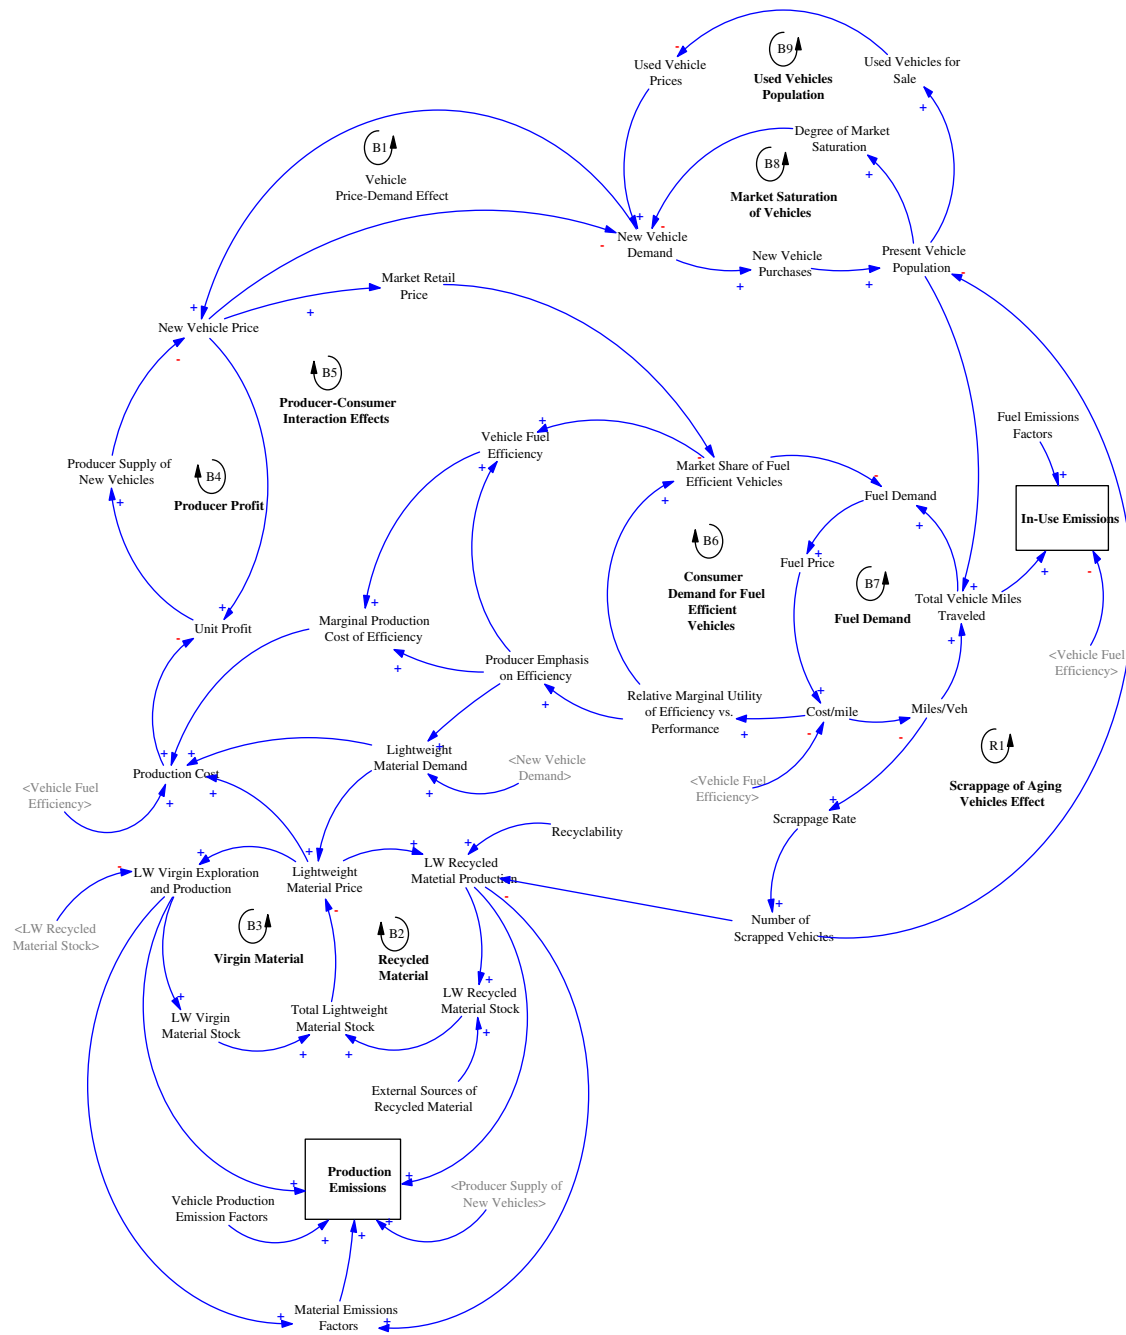 B9
Used Vehicles
Population
Used Vehicle
Prices
Used Vehicles for
Sale
Degree of Market
Saturation
B8
Market Saturation
of Vehicles
B1
Vehicle
Price-Demand Effect
New Vehicle
Demand
New Vehicle
Purchases
Present Vehicle
Population
Market Retail
Price
New Vehicle Price
B5
Producer-Consumer
Interaction Effects
Vehicle Fuel
Efficiency
Market Share of Fuel
Efficient Vehicles
Fuel Emissions
Factors
Producer Supply of
New Vehicles
B4
Producer Profit
Fuel Demand
In-Use Emissions
B6
Consumer
Demand for Fuel
Efficient
Vehicles
Fuel Price
B7
Fuel Demand
Total Vehicle Miles
Traveled
Unit Profit
Marginal Production
Cost of Efficiency
Producer Emphasis
on Efficiency
<Vehicle Fuel
Efficiency>
Relative Marginal Utility
of Efficiency vs.
Performance
Cost/mile
Miles/Veh
R1
Scrappage of Aging
Vehicles Effect
Lightweight
Material Demand
<New Vehicle
Demand>
<Vehicle Fuel
Efficiency>
Production Cost
<Vehicle Fuel
Efficiency>
Scrappage Rate
Recyclability
LW Virgin Exploration
and Production
Lightweight
Material Price
LW Recycled
Matetial Production
Number of
Scrapped Vehicles
<LW Recycled
Material Stock>
B3
Virgin Material
B2
Recycled
Material
LW Virgin
Material Stock
Total Lightweight
Material Stock
LW Recycled
Material Stock
External Sources of
Recycled Material
Production
Emissions
<Producer Supply of
New Vehicles>
Vehicle Production
Emission Factors
Material Emissions
Factors